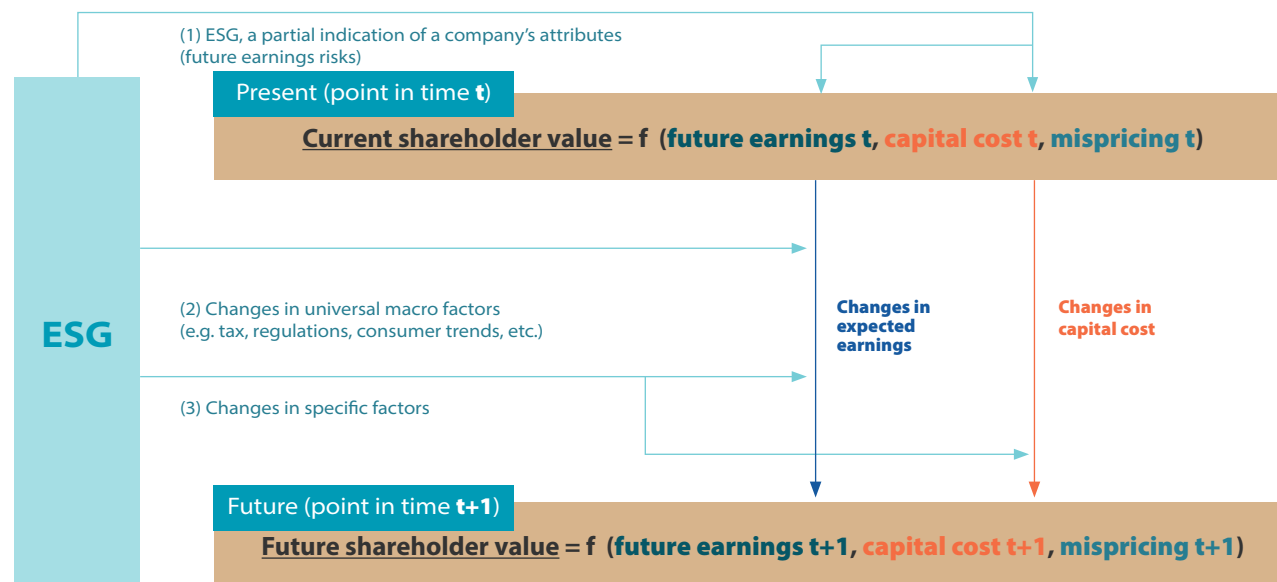 (1) ESG, a partial indication of a company’s attributes
(future earnings risks)
Present (point in time t)
Current shareholder value = f (future earnings t, capital cost t, mispricing t)
ESG
(2) Changes in universal macro factors
(e.g. tax, regulations, consumer trends, etc.)
Changes in
expected
earnings
Changes in
capital cost
(3) Changes in specific factors
Future (point in time t+1)
Future shareholder value = f (future earnings t+1, capital cost t+1, mispricing t+1)